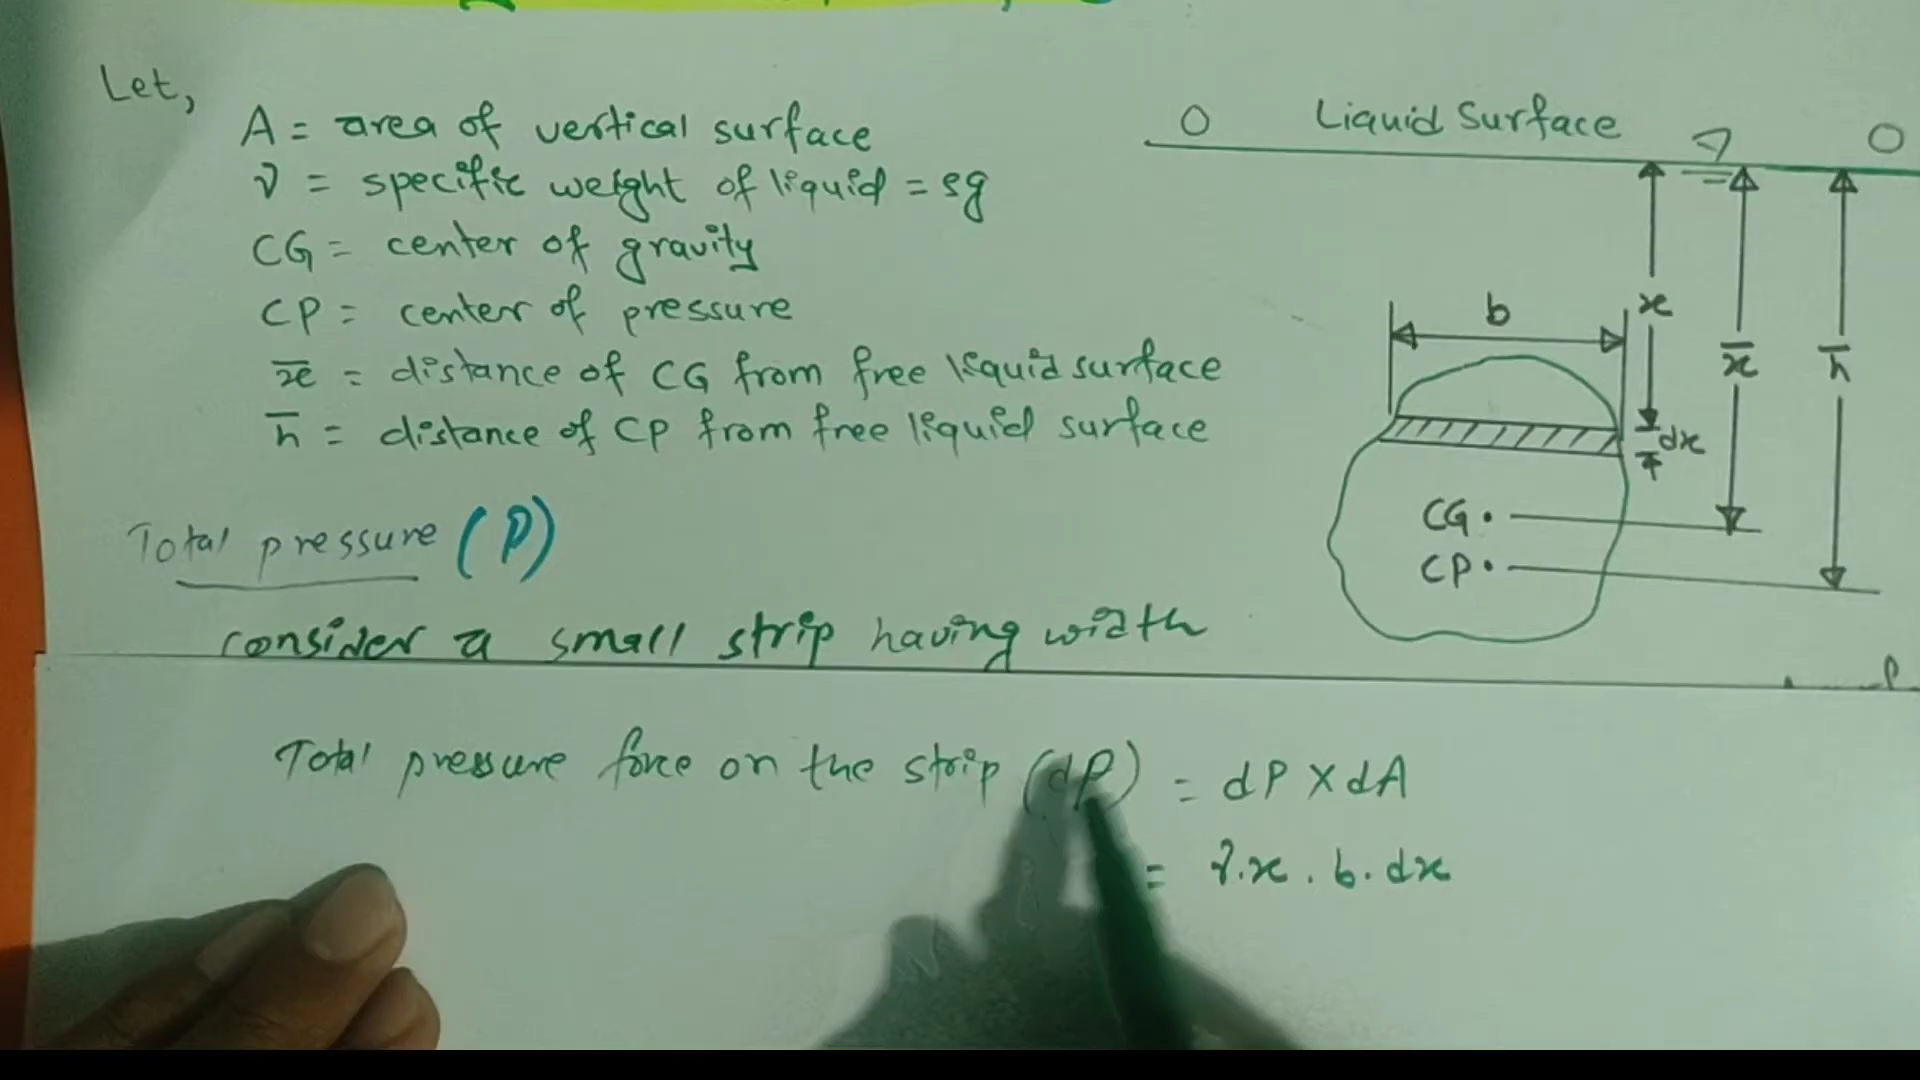 Let,
A = area of vertical surface
γ = specific weight of liquid = ρg
CG = center of gravity
CP = center of pressure
x̄ = distance of CG from free liquid surface
h̄ = distance of CP from free liquid surface
Total pressure (P)
consider a small strip having width
Total pressure force on the strip (dP) = dP X dA
= γ.x . b. dx
O Liquid Surface O
b
x
x̄
h̄
dx
CG
CP